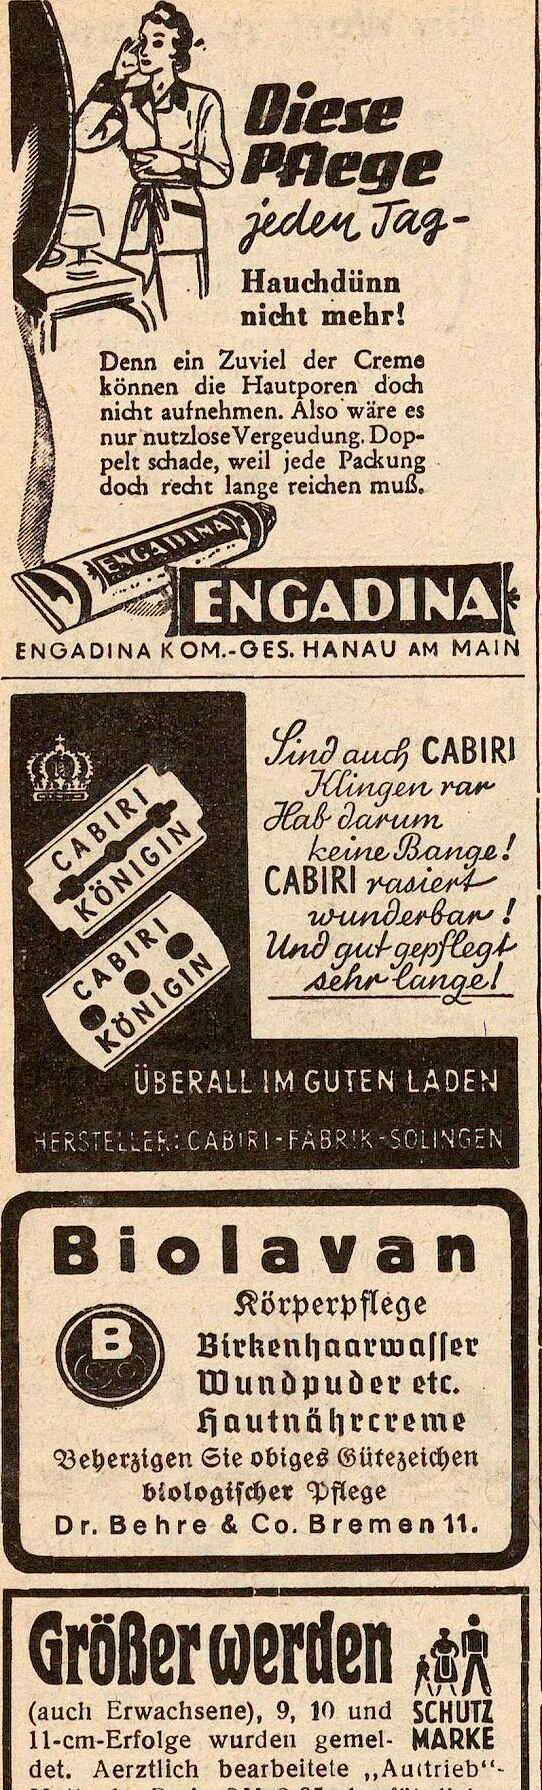 Diese
Pflege
jeden Tag-
Hauchdünn
nicht mehr!
Denn ein Zuviel der Creme
können die Hautporen doch
nicht aufnehmen. Also wäre es
nur nutzlose Vergeudung. Dop-
pelt schade, weil jede Packung
doch recht lange reichen muß.
ENGADINA
ENGADINA
ENGADINA KOM.-GES. HANAU AM MAIN
CABIRI
KÖNIGIN
CABIRI
KÖNIGIN
Sind auch CABIRI
Klingen rar
Hab darum
keine Bange!
CABIRI rasiert
wunderbar!
Und gut gepflegt
sehr lange!
ÜBERALL IM GUTEN LADEN
HERSTELLER: CABIRI-FABRIK-SOLINGEN
Biolavan
B
Körperpflege
Birkenhaarwasser
Wundpuder etc.
Hautnährcreme
Beherzigen Sie obiges Gütezeichen
biologischer Pflege
Dr. Behre & Co. Bremen 11.
Größer werden
SCHUTZ
MARKE
(auch Erwachsene), 9, 10 und
11-cm-Erfolge wurden gemel-
det. Aerztlich bearbeitete „Auftrieb"-